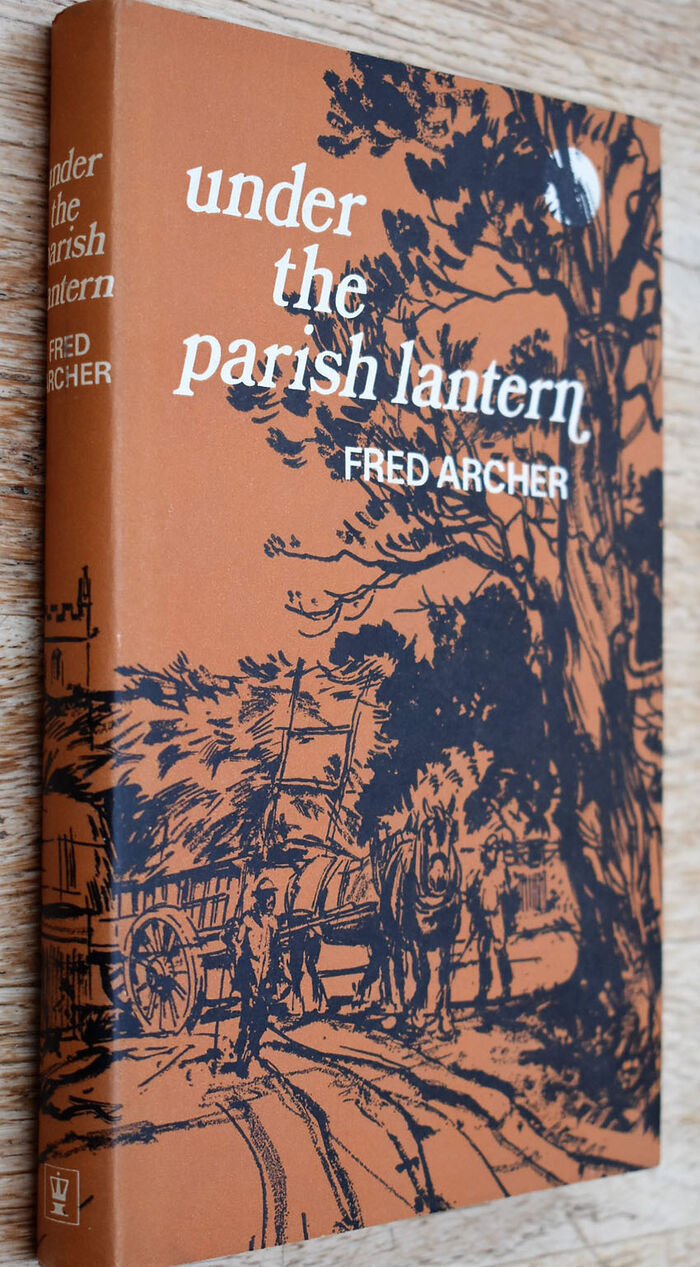 under
the
parish lantern
FRED ARCHER
under
the
parish
lantern
FRED
ARCHER